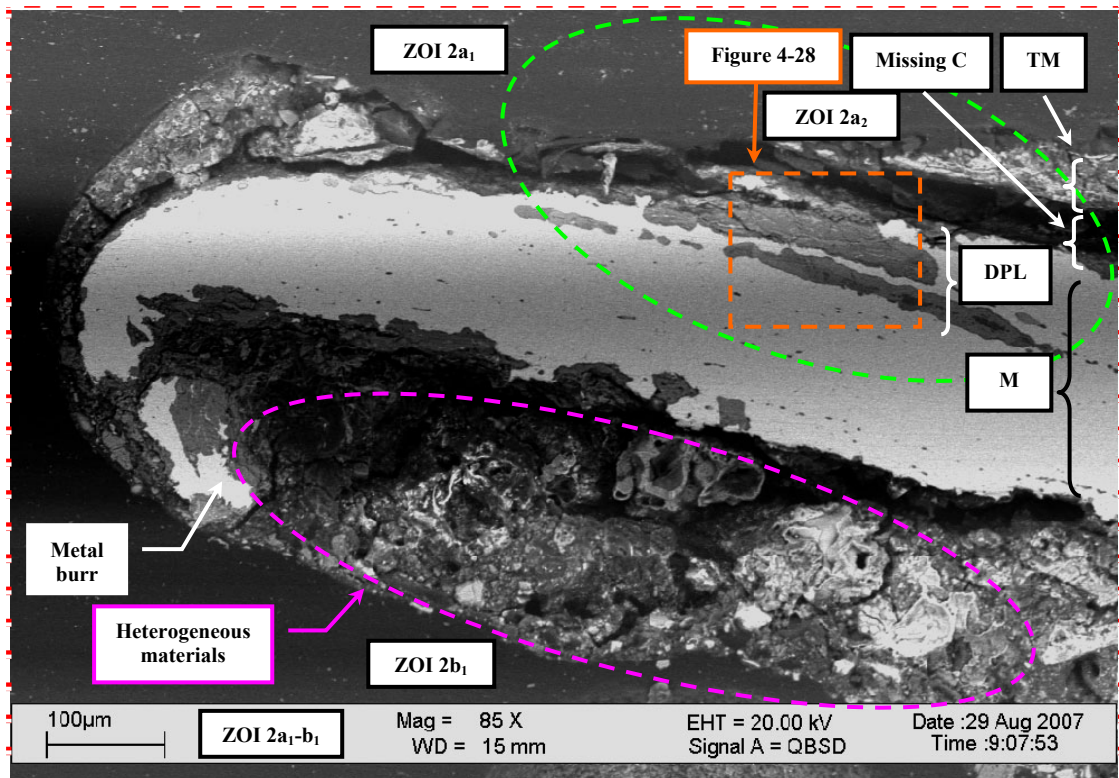 ZOI 2a₁
Figure 4-28
Missing C
TM
ZOI 2a₂
DPL
M
Metal
burr
Heterogeneous
materials
ZOI 2b₁
100µm
ZOI 2a₁-b₁
Mag = 85 X
WD = 15 mm
EHT = 20.00 kV
Signal A = QBSD
Date :29 Aug 2007
Time :9:07:53